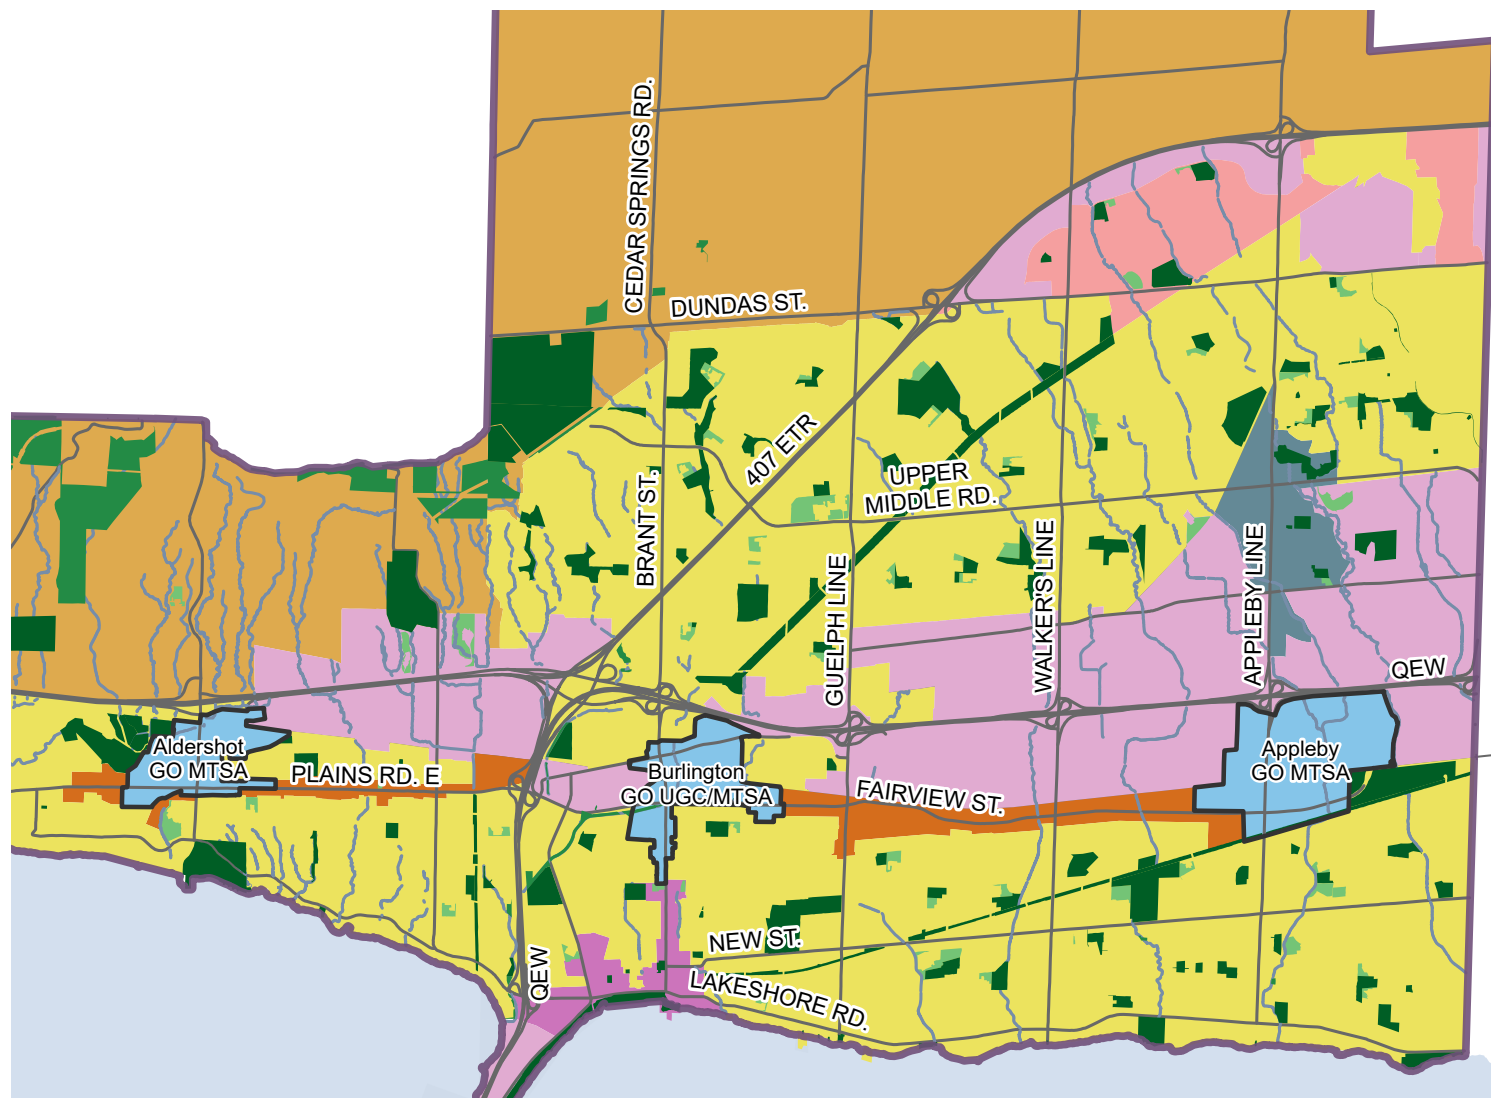 CEDAR SPRINGS RD.
DUNDAS ST.
407 ETR
UPPER
MIDDLE RD.
BRANT ST.
GUELPH LINE
WALKER'S LINE
APPLEBY LINE
QEW
Aldershot
GO MTSA
PLAINS RD. E
Burlington
GO UGC/MTSA
FAIRVIEW ST.
Appleby
GO MTSA
NEW ST.
QEW
LAKESHORE RD.